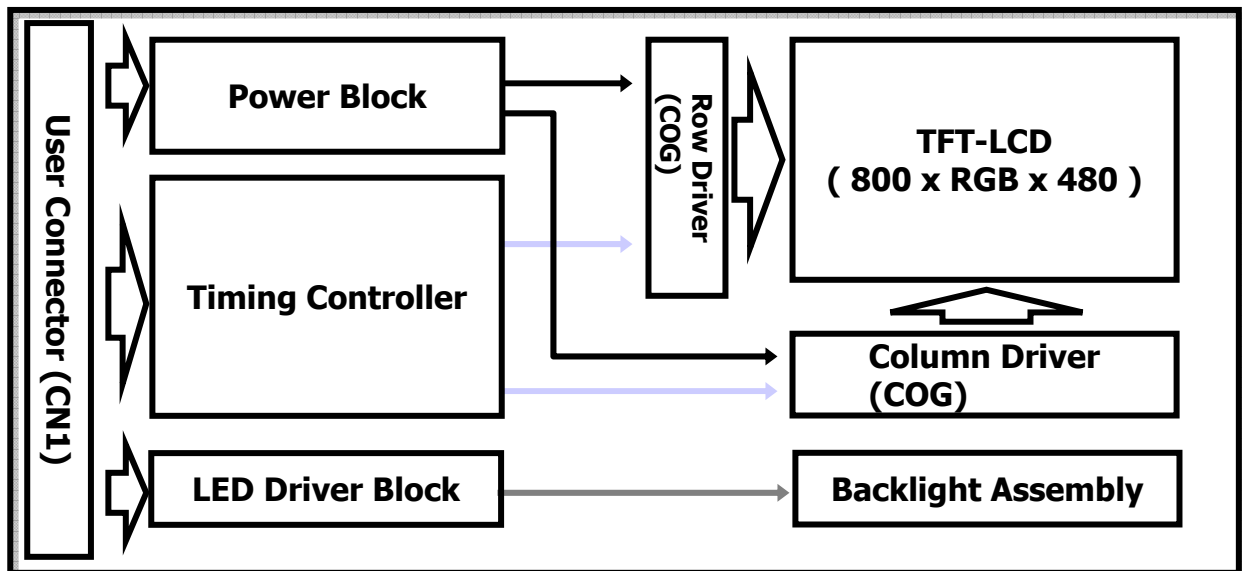 User Connector (CN1)
Power Block
Timing Controller
LED Driver Block
Row Driver
(COG)
TFT-LCD
( 800 x RGB x 480 )
Column Driver
(COG)
Backlight Assembly